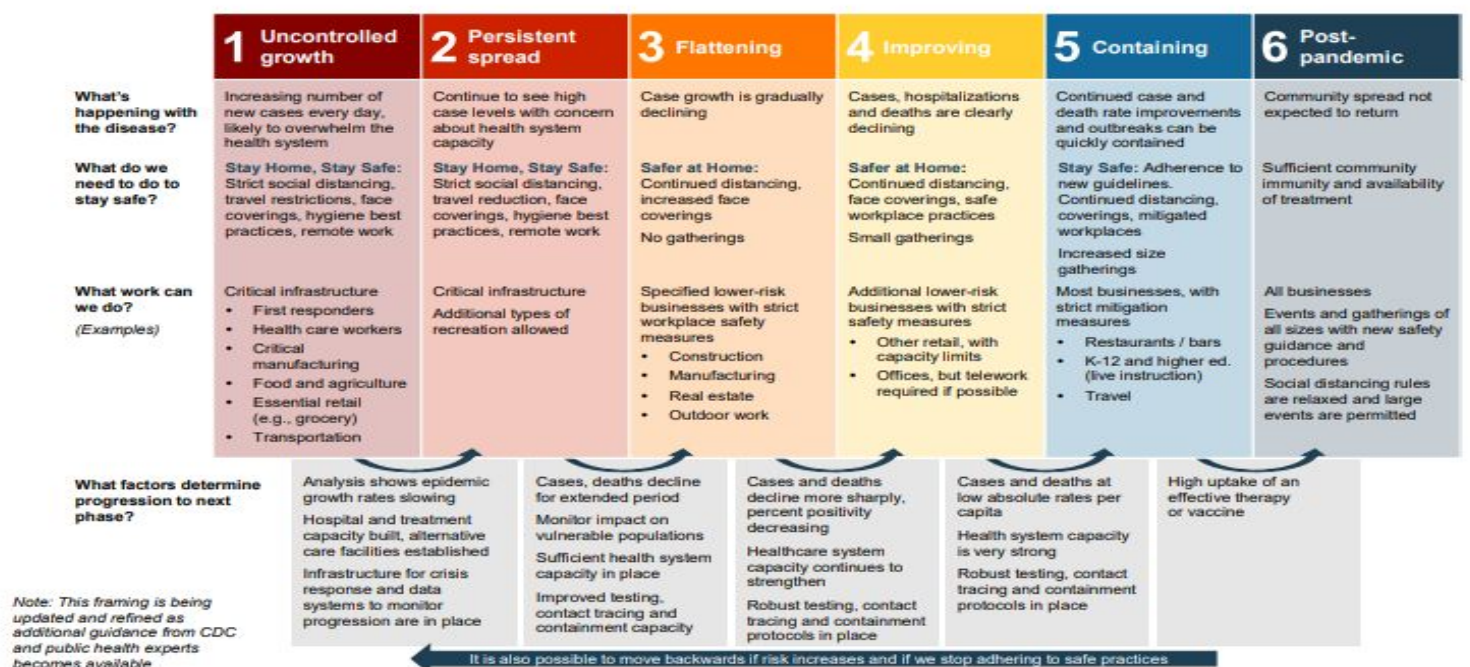 1 Uncontrolled
growth
2 Persistent
spread
3 Flattening
4 Improving
5 Containing
6 Post-
pandemic
What's
happening with
the disease?
Increasing number of
new cases every day,
likely to overwhelm the
health system
Continue to see high
case levels with concern
about health system
capacity
Case growth is gradually
declining
Cases, hospitalizations
and deaths are clearly
declining
Continued case and
death rate improvements
and outbreaks can be
quickly contained
Community spread not
expected to return
What do we
need to do to
stay safe?
Stay Home, Stay Safe:
Strict social distancing,
travel restrictions, face
coverings, hygiene best
practices, remote work
Stay Home, Stay Safe:
Strict social distancing,
travel reduction, face
coverings, hygiene best
practices, remote work
Safer at Home:
Continued distancing,
increased face
coverings
No gatherings
Safer at Home:
Continued distancing,
face coverings, safe
workplace practices
Small gatherings
Stay Safe: Adherence to
new guidelines.
Continued distancing,
coverings, mitigated
workplaces
Increased size
gatherings
Sufficient community
immunity and availability
of treatment
What work can
we do?
(Examples)
Critical infrastructure
• First responders
• Health care workers
• Critical
manufacturing
• Food and agriculture
• Essential retail
(e.g., grocery)
• Transportation
Critical infrastructure
Additional types of
recreation allowed
Specified lower-risk
businesses with strict
workplace safety
measures
• Construction
• Manufacturing
• Real estate
• Outdoor work
Additional lower-risk
businesses with strict
safety measures
• Other retail, with
capacity limits
• Offices, but telework
required if possible
Most businesses, with
strict mitigation
measures
• Restaurants / bars
• K-12 and higher ed.
(live instruction)
• Travel
All businesses
Events and gatherings of
all sizes with new safety
guidance and
procedures
Social distancing rules
are relaxed and large
events are permitted
What factors determine
progression to next
phase?
Analysis shows epidemic
growth rates slowing
Hospital and treatment
capacity built, alternative
care facilities established
Infrastructure for crisis
response and data
systems to monitor
progression are in place
Cases, deaths decline
for extended period
Monitor impact on
vulnerable populations
Sufficient health system
capacity in place
Improved testing,
contact tracing and
containment capacity
Cases and deaths
decline more sharply,
percent positivity
decreasing
Healthcare system
capacity continues to
strengthen
Robust testing, contact
tracing and containment
protocols in place
Cases and deaths at
low absolute rates per
capita
Health system capacity
is very strong
Robust testing, contact
tracing and containment
protocols in place
High uptake of an
effective therapy
or vaccine
Note: This framing is being
updated and refined as
additional guidance from CDC
and public health experts
becomes available
It is also possible to move backwards if risk increases and if we stop adhering to safe practices